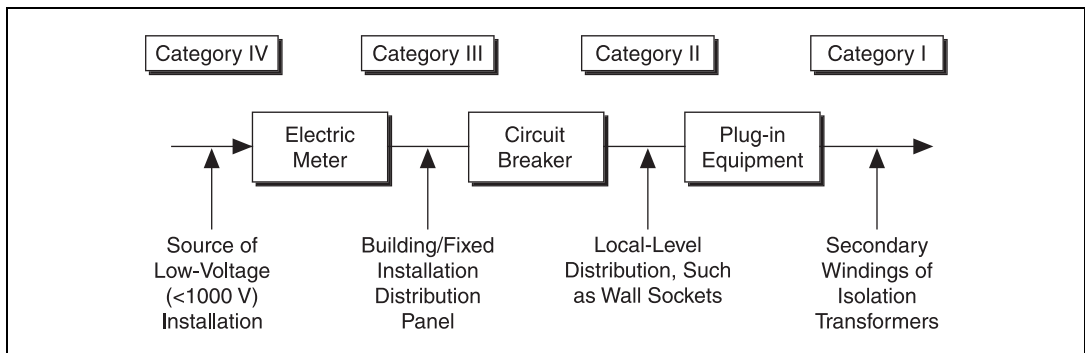 Category IV
Category III
Category II
Category I
Electric
Meter
Circuit
Breaker
Plug-in
Equipment
Source of
Low-Voltage
(<1000 V)
Installation
Building/Fixed
Installation
Distribution
Panel
Local-Level
Distribution, Such
as Wall Sockets
Secondary
Windings of
Isolation
Transformers